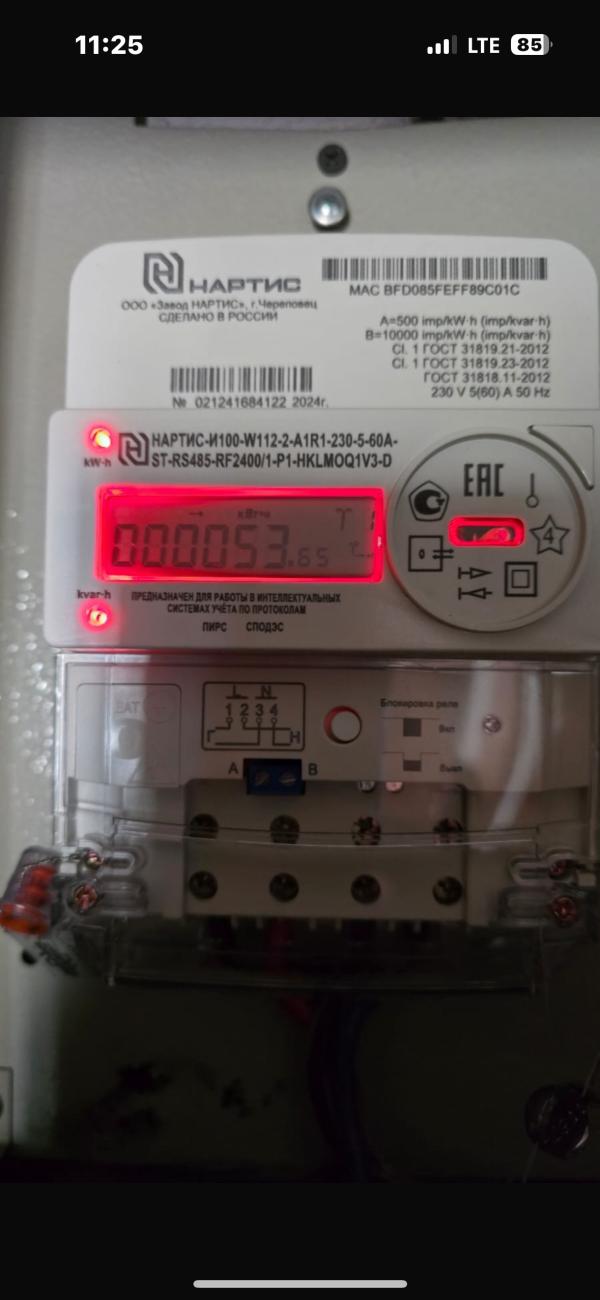 11:25
LTE 85
НАРТИС
ООО «Завод НАРТИС», г.Череповец
СДЕЛАНО В РОССИИ
MAC BFD085FEFF89C01C
A=500 imp/kW·h (imp/kvar·h)
B=10000 imp/kW·h (imp/kvar·h)
Cl. 1 ГОСТ 31819.21-2012
Cl. 1 ГОСТ 31819.23-2012
ГОСТ 31818.11-2012
230 V 5(60) A 50 Hz
№ 021241684122 2024г.
НАРТИС-И100-W112-2-A1R1-230-5-60A-
ST-RS485-RF2400/1-P1-HKLMOQ1V3-D
kW·h
кВт·ч
T
000053.65
EAC
4
kvar·h
ПРЕДНАЗНАЧЕН ДЛЯ РАБОТЫ В ИНТЕЛЛЕКТУАЛЬНЫХ
СИСТЕМАХ УЧЁТА ПО ПРОТОКОЛАМ
ПИРС СПОДЭС
BAT
L N
1 2 3 4
Г Н
A B
Блокировка реле
Вкл
Выкл